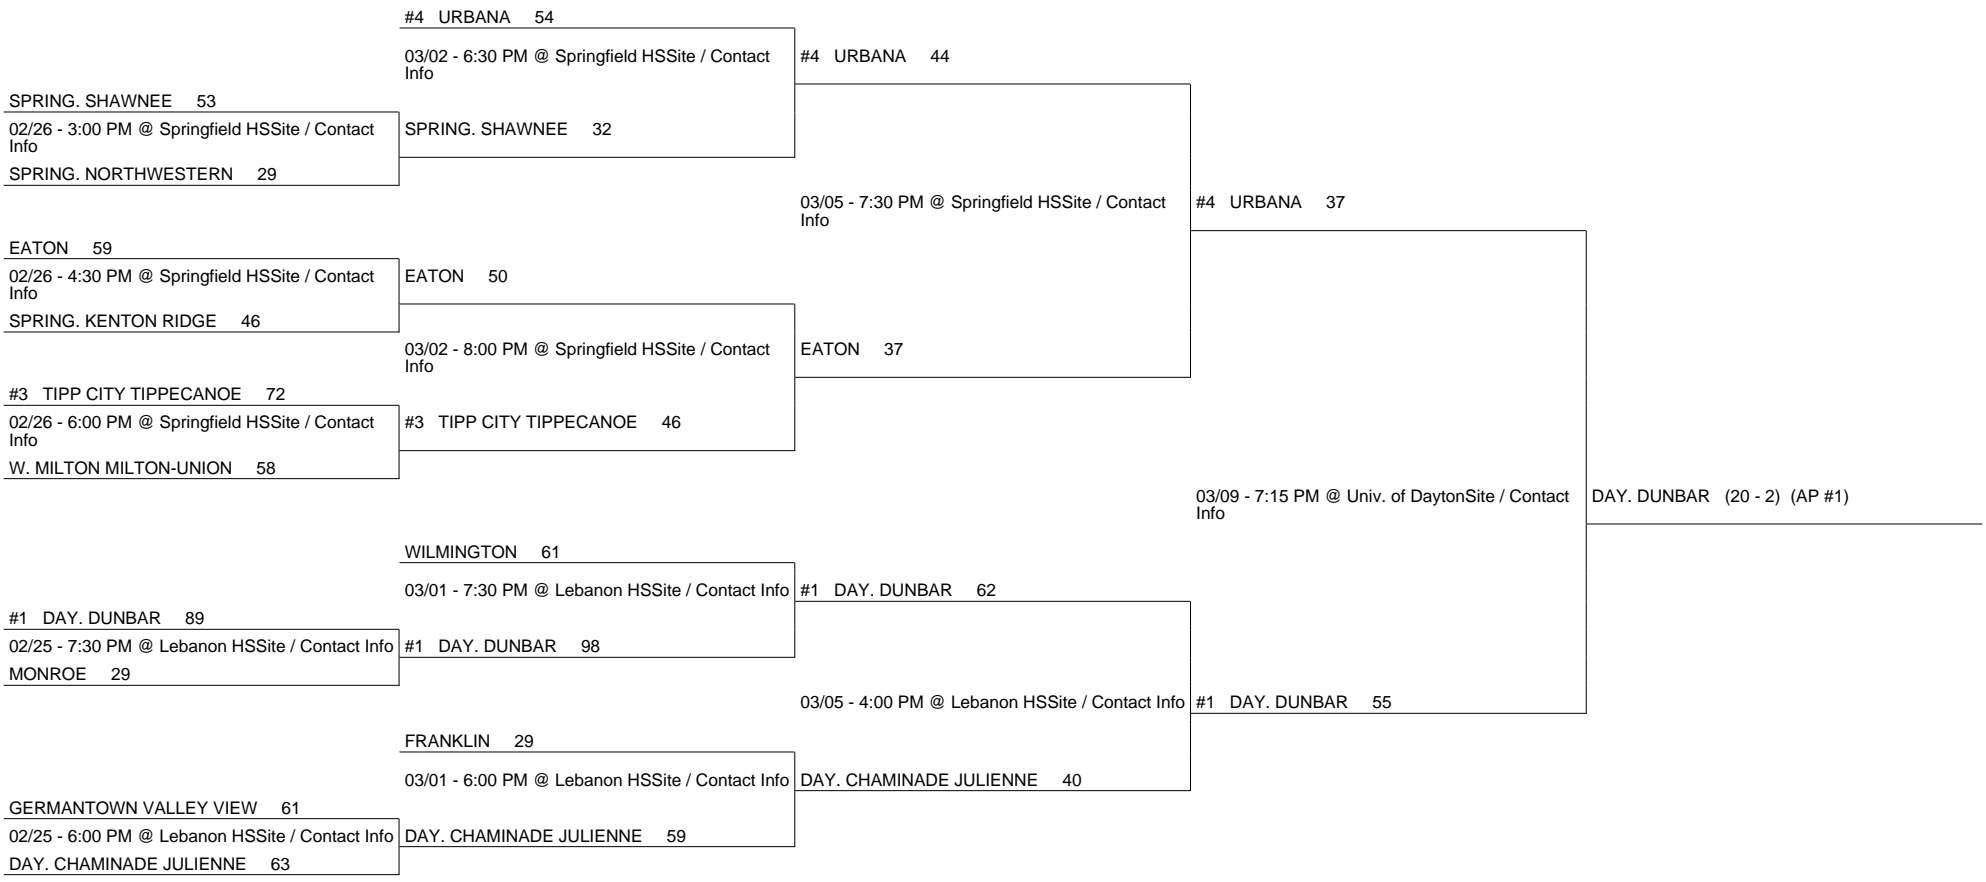 #4 URBANA 54
03/02 - 6:30 PM @ Springfield HSSite / Contact
Info
#4 URBANA 44
SPRING. SHAWNEE 53
02/26 - 3:00 PM @ Springfield HSSite / Contact
Info
SPRING. SHAWNEE 32
SPRING. NORTHWESTERN 29
03/05 - 7:30 PM @ Springfield HSSite / Contact
Info
#4 URBANA 37
EATON 59
02/26 - 4:30 PM @ Springfield HSSite / Contact
Info
EATON 50
SPRING. KENTON RIDGE 46
03/02 - 8:00 PM @ Springfield HSSite / Contact
Info
EATON 37
#3 TIPP CITY TIPPECANOE 72
02/26 - 6:00 PM @ Springfield HSSite / Contact
Info
#3 TIPP CITY TIPPECANOE 46
W. MILTON MILTON-UNION 58
03/09 - 7:15 PM @ Univ. of DaytonSite / Contact
Info
DAY. DUNBAR (20 - 2) (AP #1)
WILMINGTON 61
03/01 - 7:30 PM @ Lebanon HSSite / Contact Info
#1 DAY. DUNBAR 62
#1 DAY. DUNBAR 89
02/25 - 7:30 PM @ Lebanon HSSite / Contact Info
#1 DAY. DUNBAR 98
MONROE 29
03/05 - 4:00 PM @ Lebanon HSSite / Contact Info
#1 DAY. DUNBAR 55
FRANKLIN 29
03/01 - 6:00 PM @ Lebanon HSSite / Contact Info
DAY. CHAMINADE JULIENNE 40
GERMANTOWN VALLEY VIEW 61
02/25 - 6:00 PM @ Lebanon HSSite / Contact Info
DAY. CHAMINADE JULIENNE 59
DAY. CHAMINADE JULIENNE 63